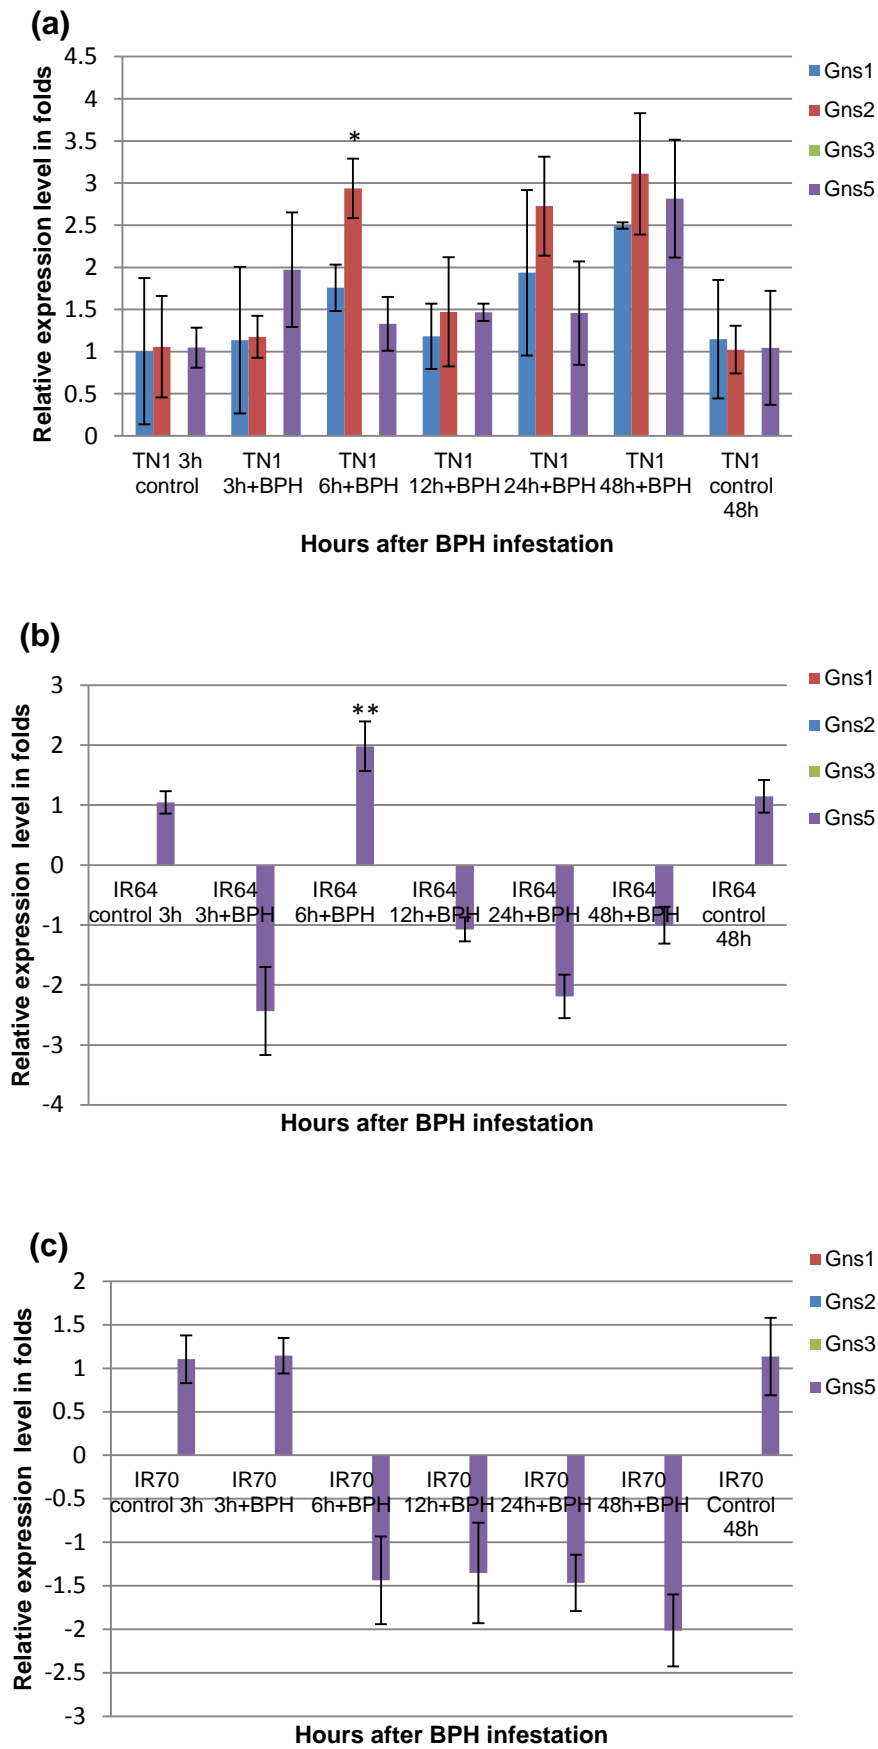 (a)
Relative expression level in folds
4.5
4
3.5
3
2.5
2
1.5
1
0.5
0
*
Gns1
Gns2
Gns3
Gns5
TN1 3h
control
TN1
3h+BPH
TN1
6h+BPH
TN1
12h+BPH
TN1
24h+BPH
TN1
48h+BPH
TN1
control
48h
Hours after BPH infestation
(b)
Relative expression level in folds
3
2
1
0
-1
-2
-3
-4
**
Gns1
Gns2
Gns3
Gns5
IR64
control 3h
IR64
3h+BPH
IR64
6h+BPH
IR64
12h+BPH
IR64
24h+BPH
IR64
48h+BPH
IR64
control
48h
Hours after BPH infestation
(c)
Relative expression level in folds
2
1.5
1
0.5
0
-0.5
-1
-1.5
-2
-2.5
-3
Gns1
Gns2
Gns3
Gns5
IR70
control 3h
IR70
3h+BPH
IR70
6h+BPH
IR70
12h+BPH
IR70
24h+BPH
IR70
48h+BPH
IR70
Control
48h
Hours after BPH infestation